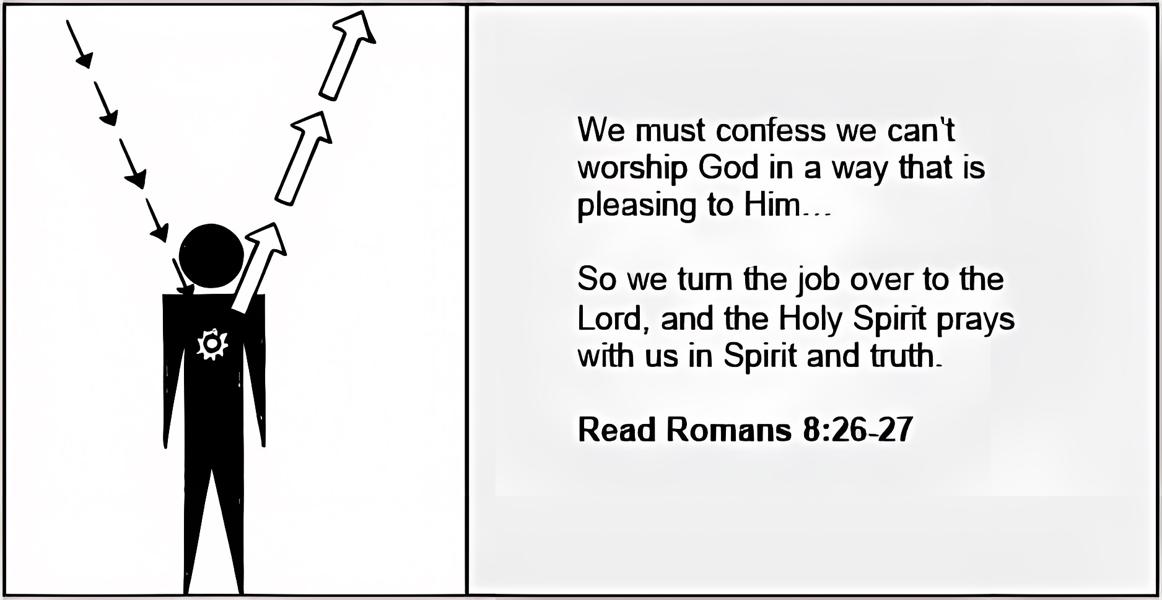 We must confess we can't
worship God in a way that is
pleasing to Him...
So we turn the job over to the
Lord, and the Holy Spirit prays
with us in Spirit and truth.
Read Romans 8:26-27